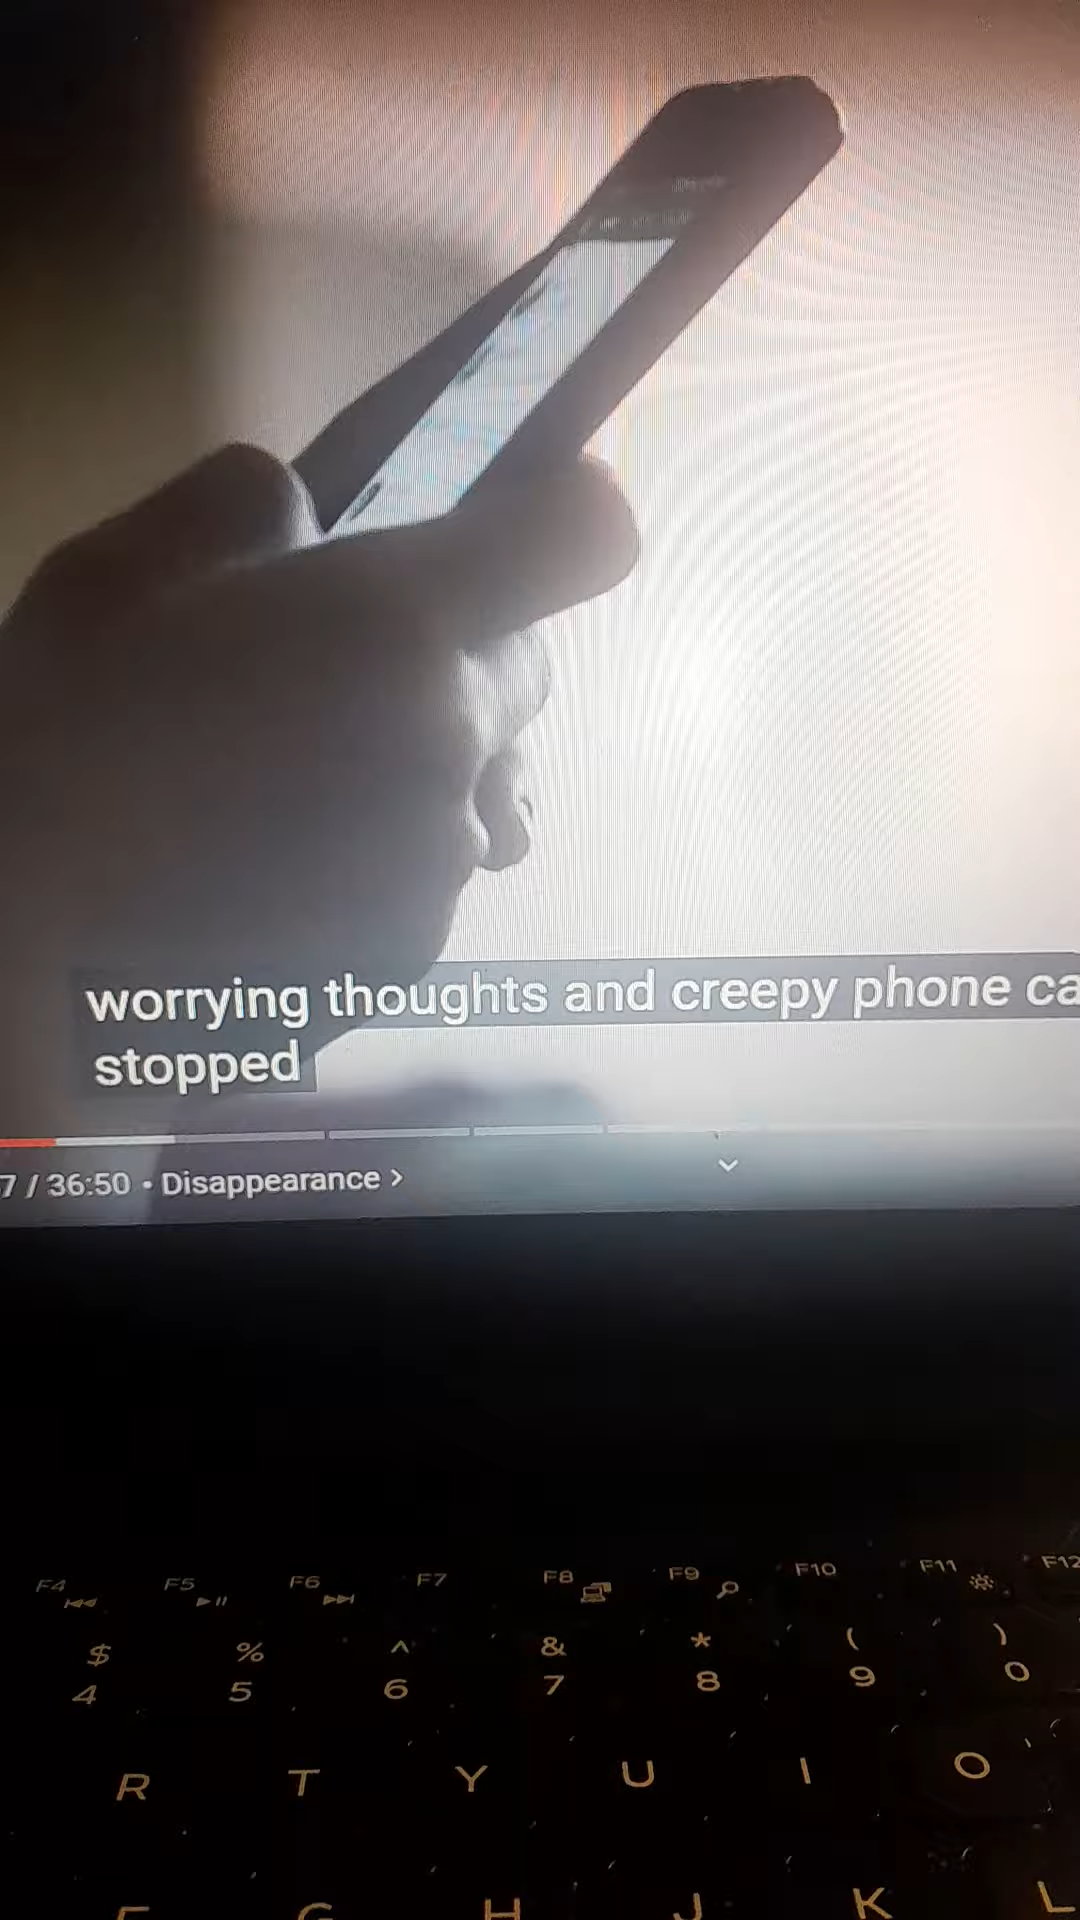 worrying thoughts and creepy phone ca
stopped
7 / 36:50 • Disappearance >
F4 F5 F6 F7 F8 F9 F10 F11 F12
$ % ^ & * ( )
4 5 6 7 8 9 0
R T Y U I O
G H J K L